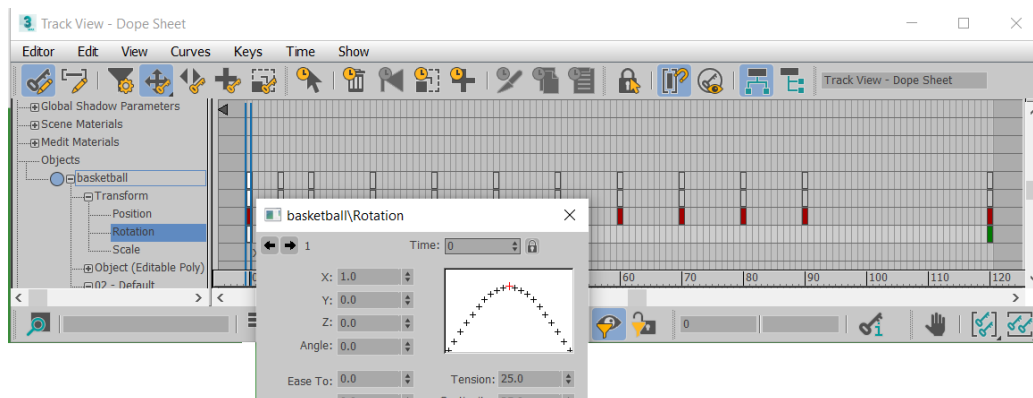 3 Track View - Dope Sheet
Editor Edit View Curves Keys Time Show
Track View - Dope Sheet
Global Shadow Parameters
Scene Materials
Medit Materials
Objects
basketball
Transform
Position
Rotation
Scale
Object (Editable Poly)
02 - Default
60 70 80 90 100 110 120
0
basketball\Rotation
1 Time: 0
X: 1.0
Y: 0.0
Z: 0.0
Angle: 0.0
Ease To: 0.0 Tension: 25.0